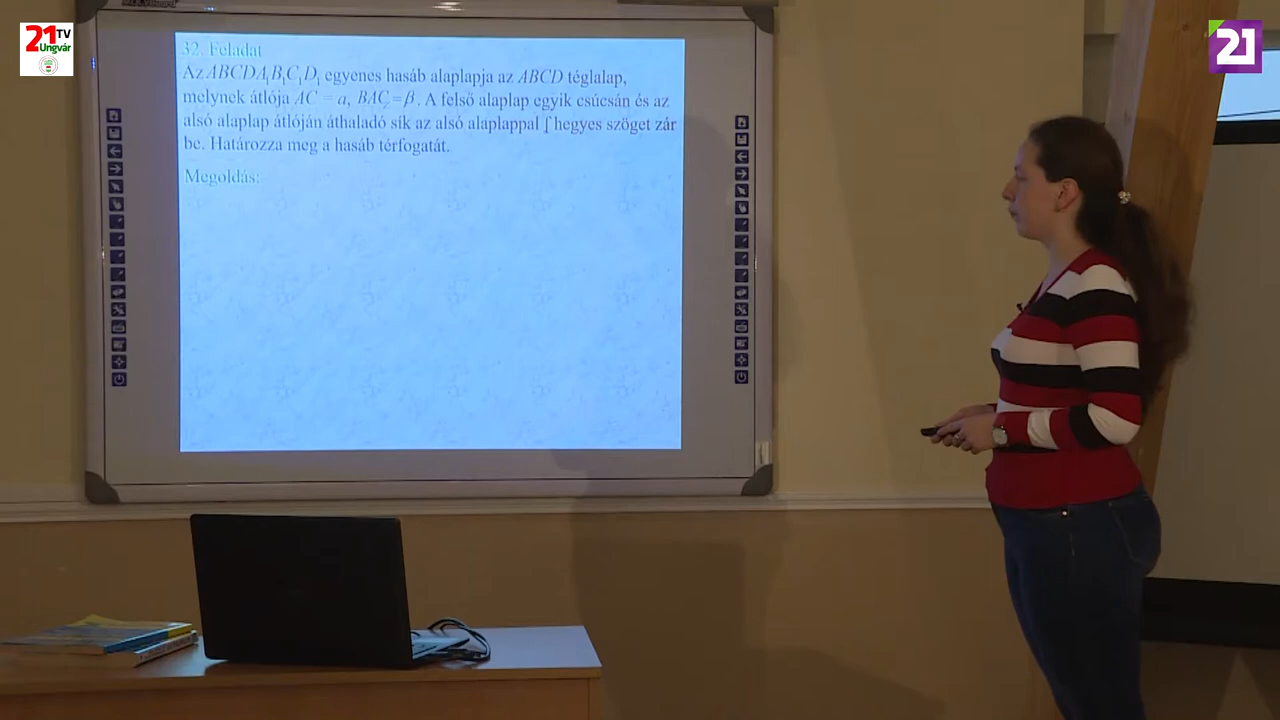 21 TV
Ungvár
21
32. Feladat
Az ABCDA₁B₁C₁D₁ egyenes hasáb alaplapja az ABCD téglalap,
melynek átlója AC = a, BAC∠=β. A felső alaplap egyik csúcsán és az
alsó alaplap átlóján áthaladó sík az alsó alaplappal ∫ hegyes szöget zár
be. Határozza meg a hasáb térfogatát.
Megoldás: